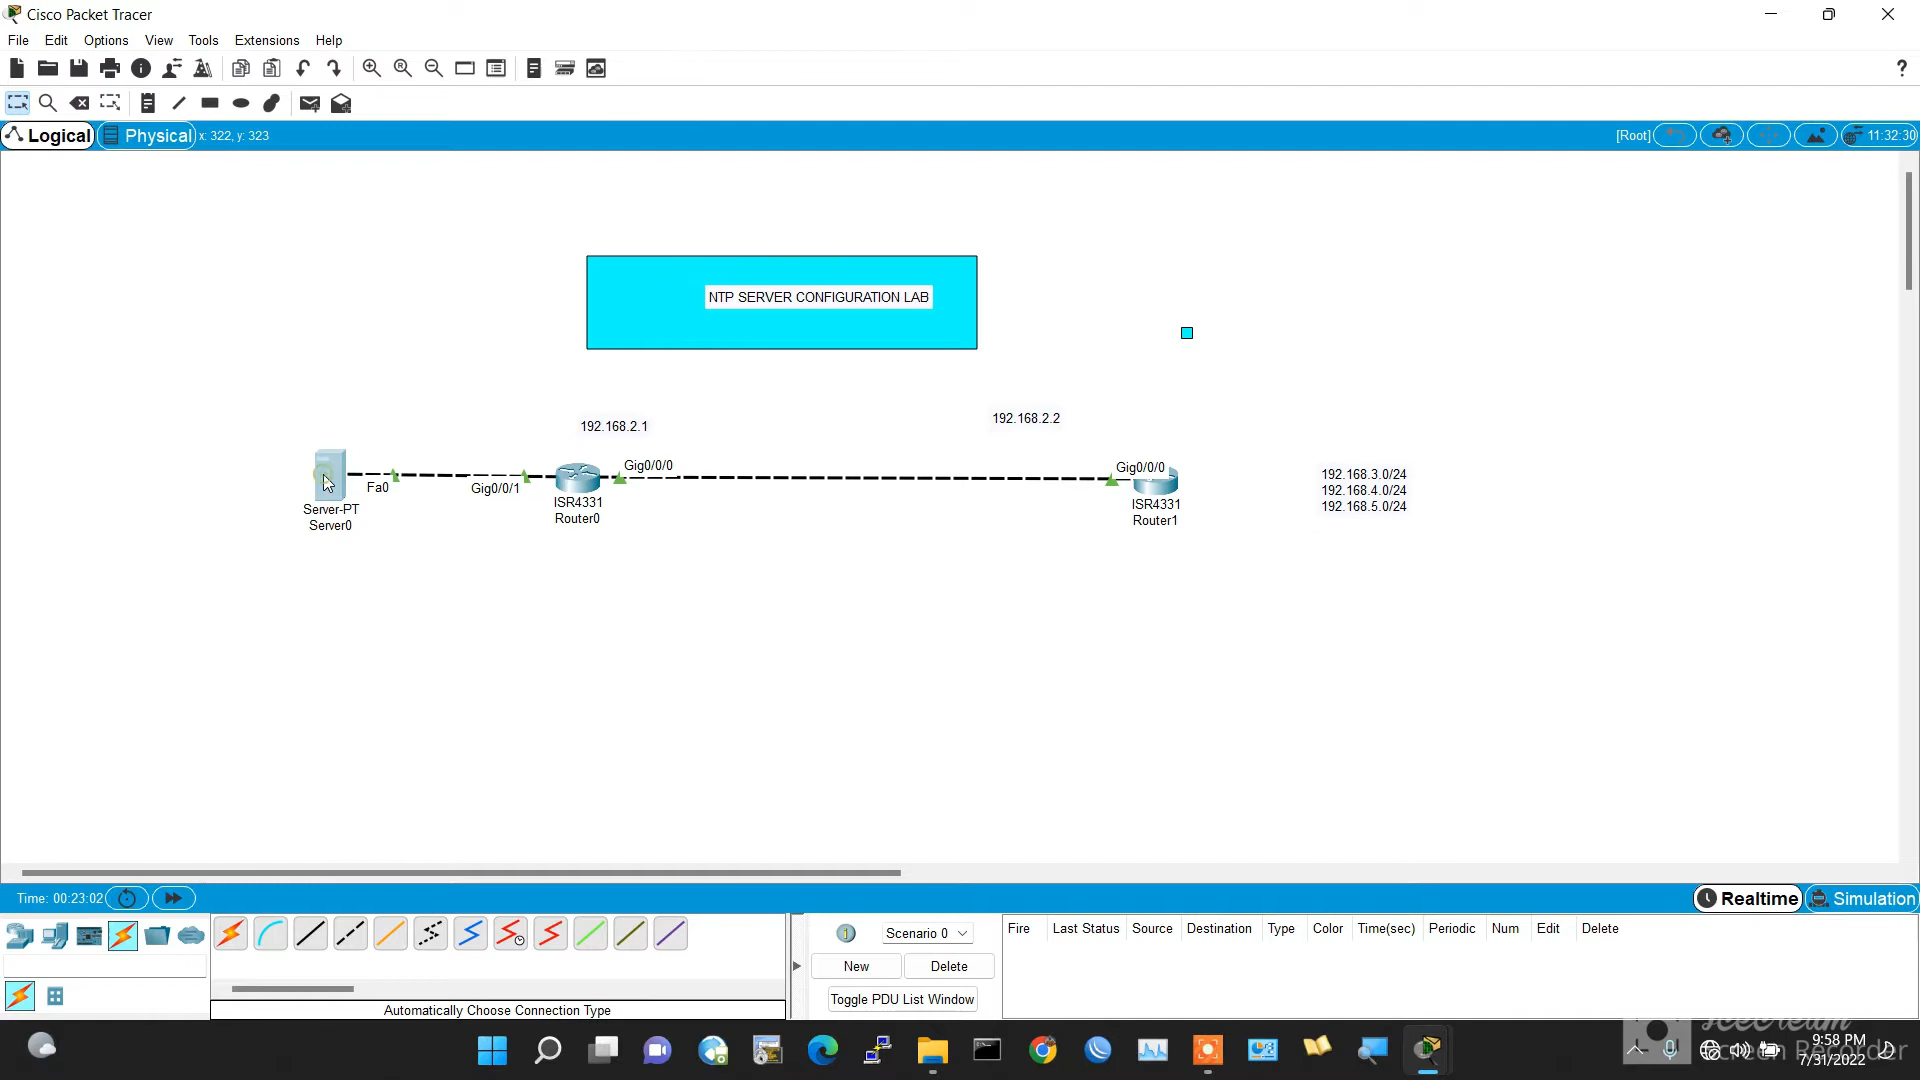 Cisco Packet Tracer
File Edit Options View Tools Extensions Help
?
Logical Physical x: 322, y: 323 [Root] 11:32:30
NTP SERVER CONFIGURATION LAB
192.168.2.1
192.168.2.2
Gig0/0/0
Gig0/0/0
Fa0
Gig0/0/1
Server-PT
Server0
ISR4331
Router0
ISR4331
Router1
192.168.3.0/24
192.168.4.0/24
192.168.5.0/24
Time: 00:23:02
Realtime Simulation
Scenario 0
New Delete
Toggle PDU List Window
Fire Last Status Source Destination Type Color Time(sec) Periodic Num Edit Delete
Automatically Choose Connection Type
Icecream
Screen Recorder
9:58 PM
7/31/2022